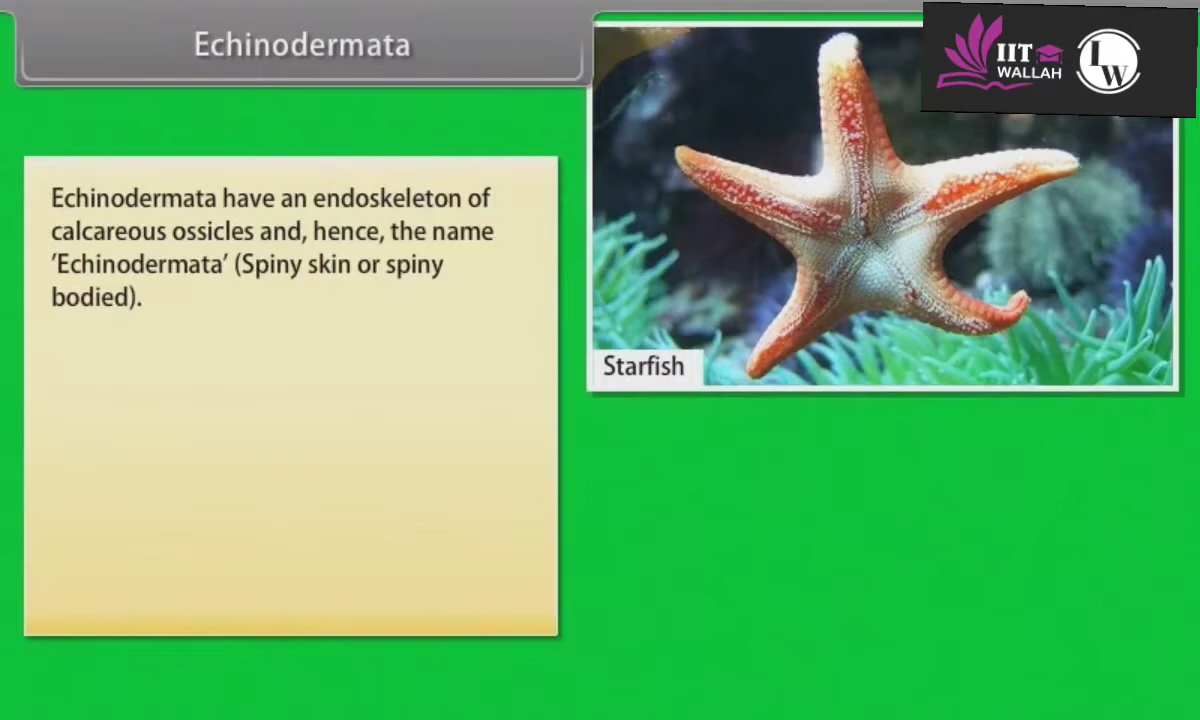 Echinodermata
IIT
WALLAH
LW
Echinodermata have an endoskeleton of
calcareous ossicles and, hence, the name
'Echinodermata' (Spiny skin or spiny
bodied).
Starfish